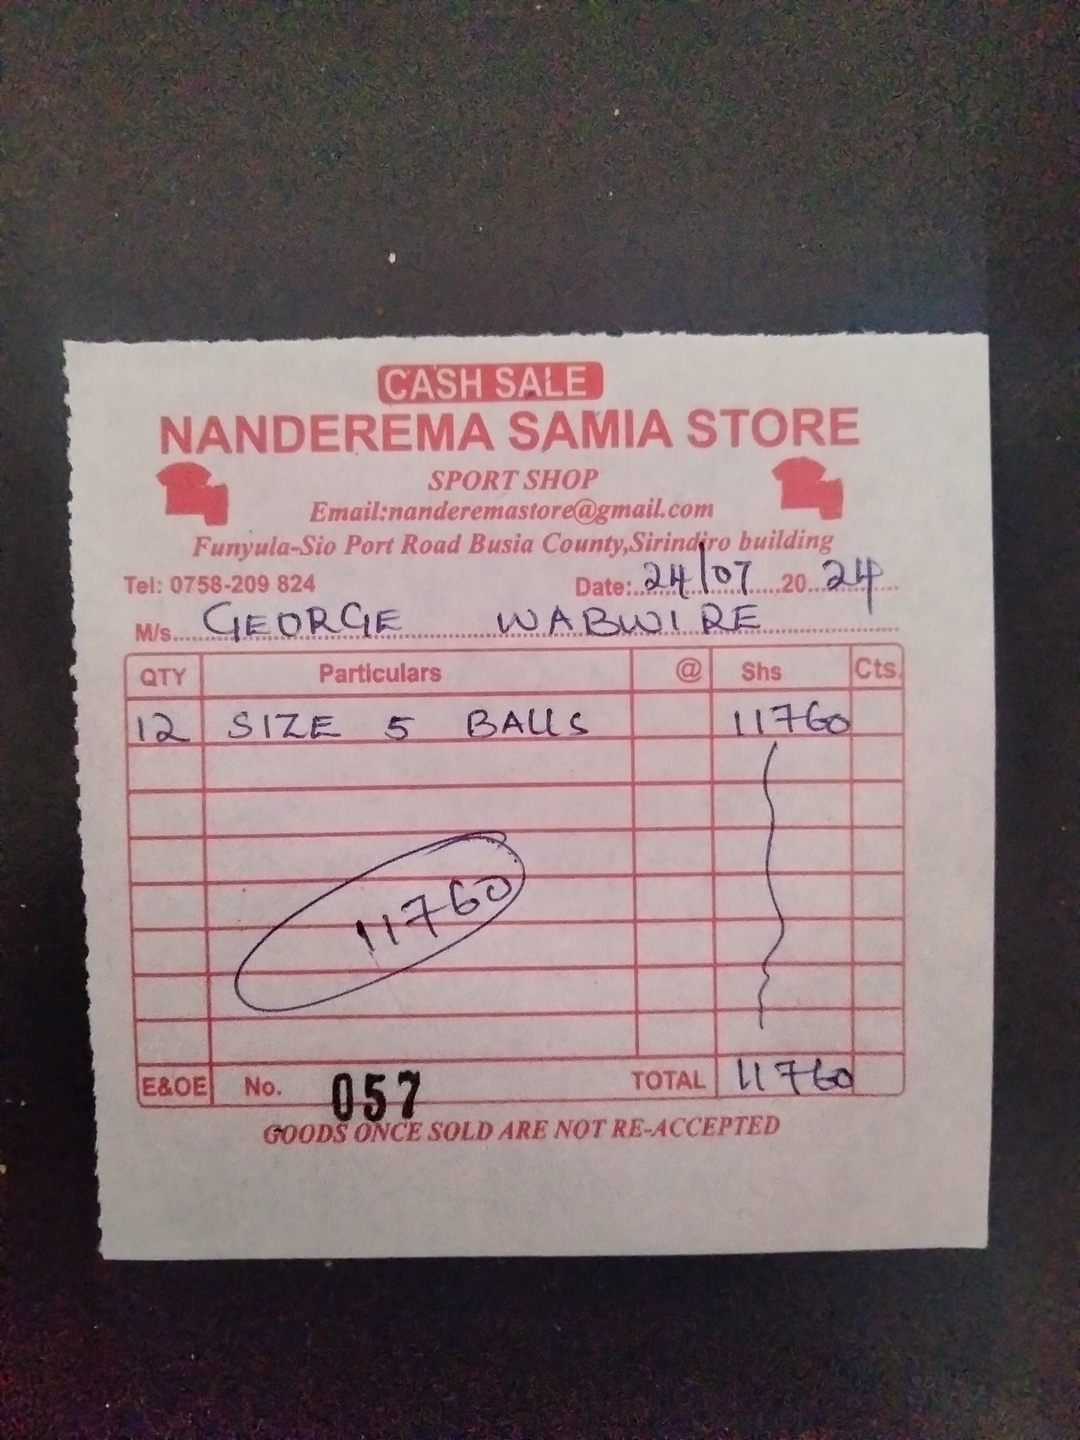 CASH SALE
NANDEREMA SAMIA STORE
SPORT SHOP
Email:nanderemastore@gmail.com
Funyula-Sio Port Road Busia County,Sirindiro building
Tel: 0758-209 824 Date: 24/07 20 24
M/s GEORGE WABWIRE
QTY Particulars @ Shs Cts.
12 SIZE 5 BALLS 11760
11760
E&OE No. 057 TOTAL 11760
GOODS ONCE SOLD ARE NOT RE-ACCEPTED